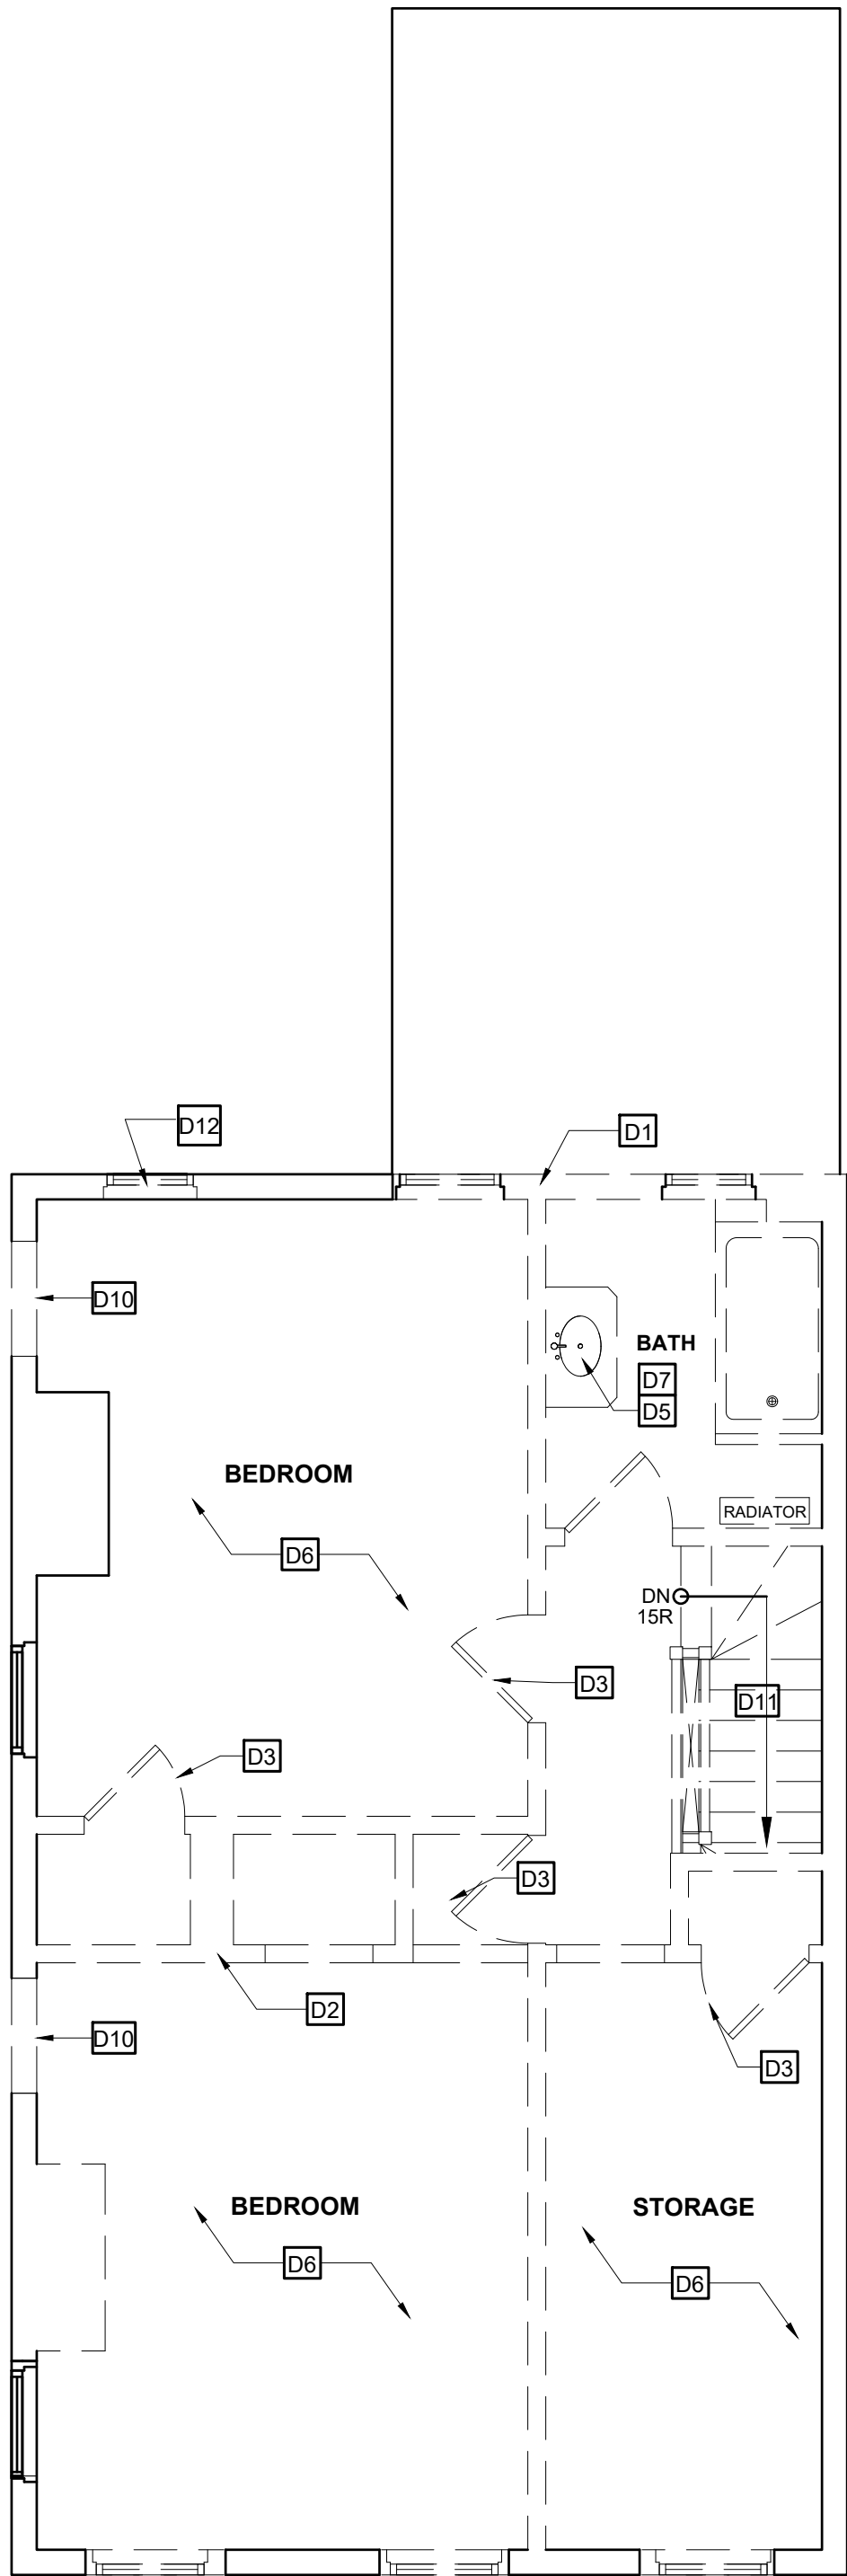 D12
D1
D10
BATH
D7
D5
BEDROOM
RADIATOR
D6
DN
15R
D3
D11
D3
D3
D2
D10
D3
BEDROOM
STORAGE
D6
D6